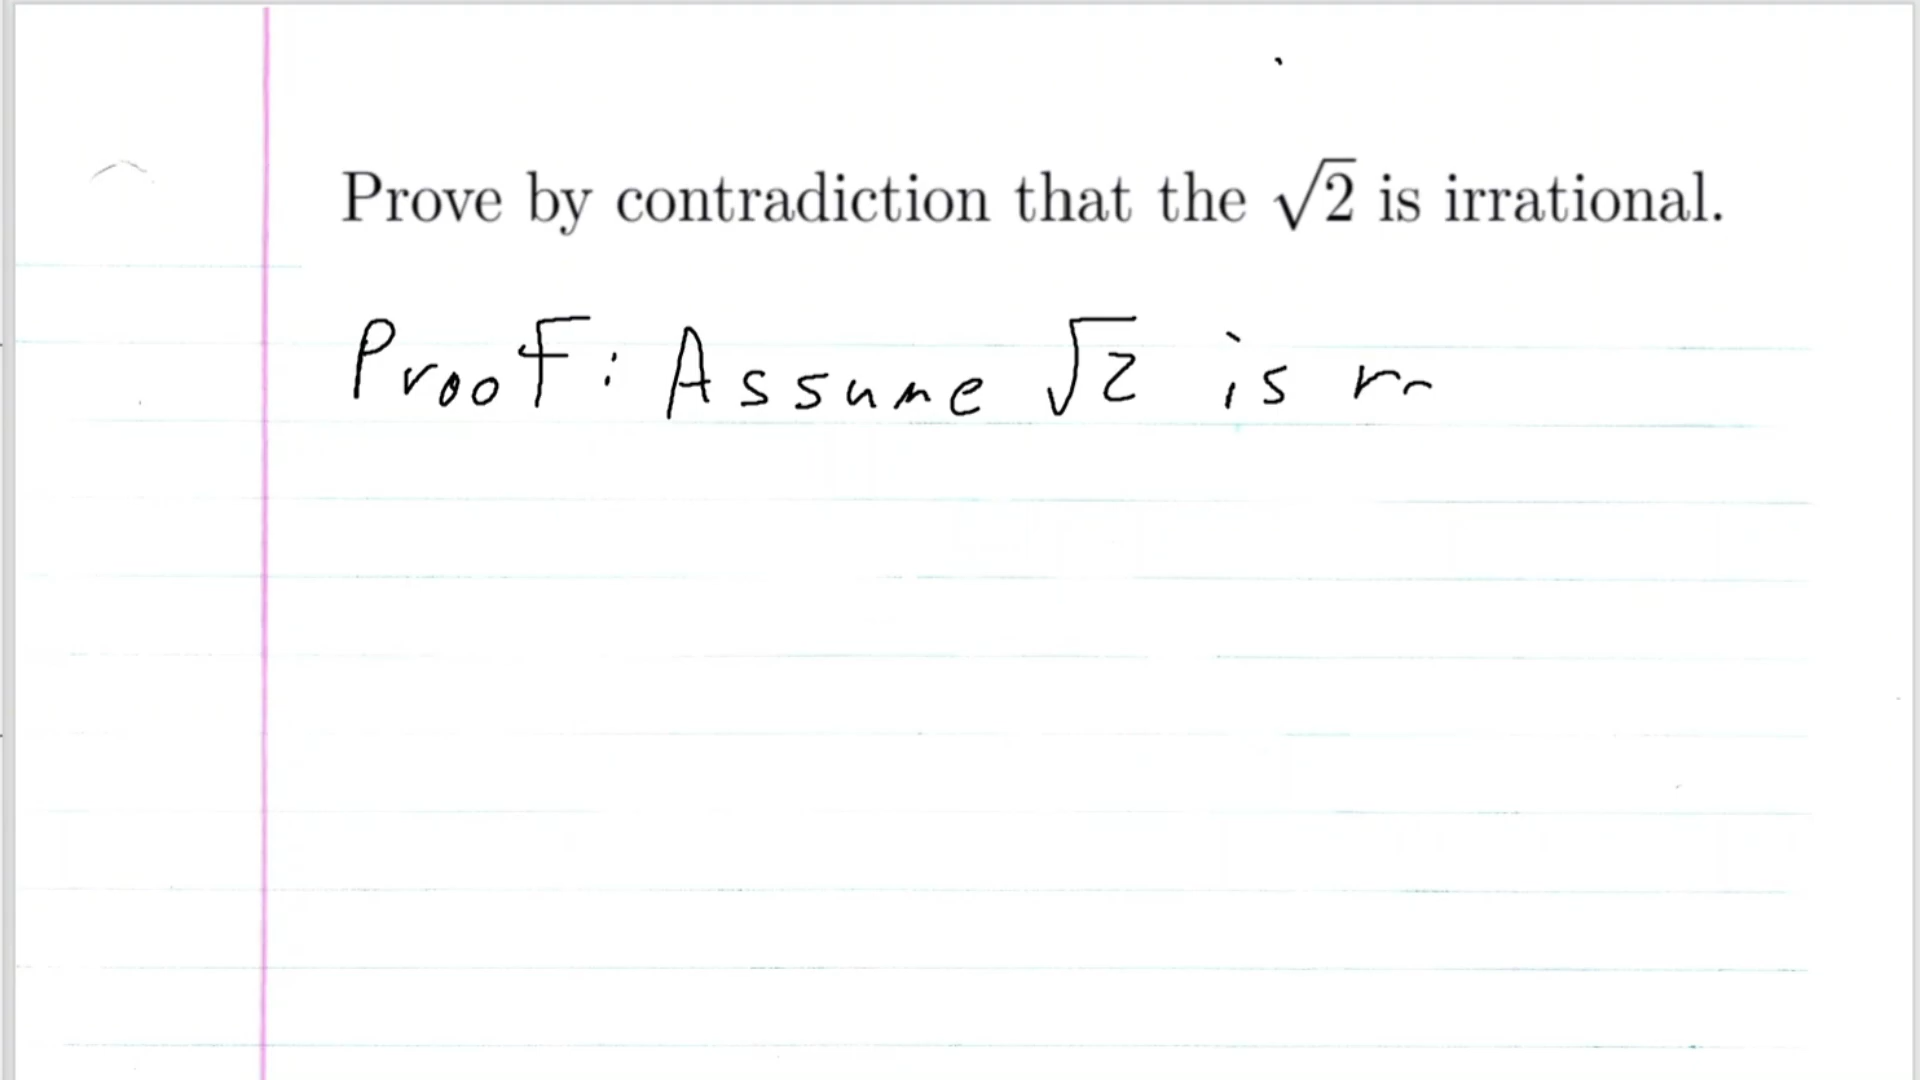 Prove by contradiction that the √2 is irrational.
Proof: Assume √2 is r